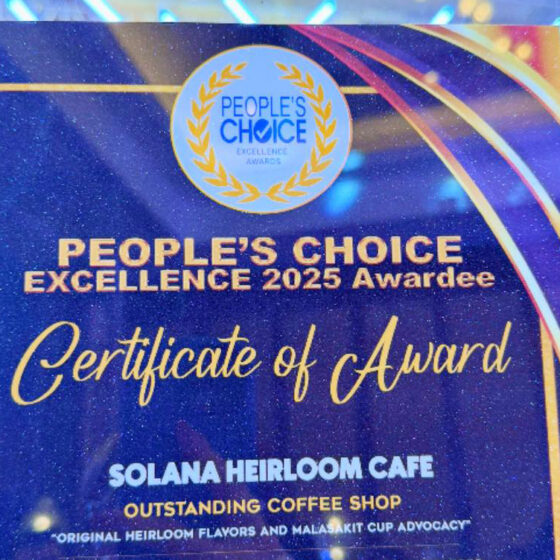 PEOPLE'S
CHOICE
EXCELLENCE
AWARDS
PEOPLE'S CHOICE
EXCELLENCE 2025 Awardee
Certificate of Award
SOLANA HEIRLOOM CAFE
OUTSTANDING COFFEE SHOP
"ORIGINAL HEIRLOOM FLAVORS AND MALASAKIT CUP ADVOCACY"